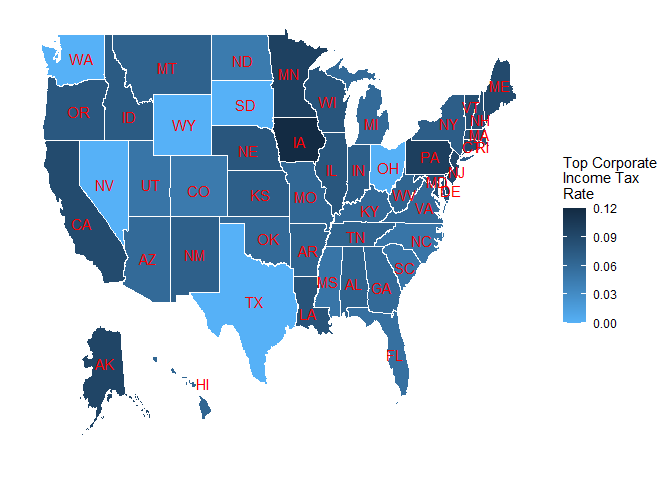 WA
MT
ND
MN
ME
OR
ID
SD
WI
VT
NH
WY
MI
NY
MA
IA
NE
PA
RI
NV
UT
CO
IL
IN
OH
NJ
KS
MO
WV
DE
CA
KY
VA
AZ
NM
OK
AR
TN
NC
MS
AL
GA
SC
TX
LA
FL
AK
HI
Top Corporate
Income Tax
Rate
0.12
0.09
0.06
0.03
0.00